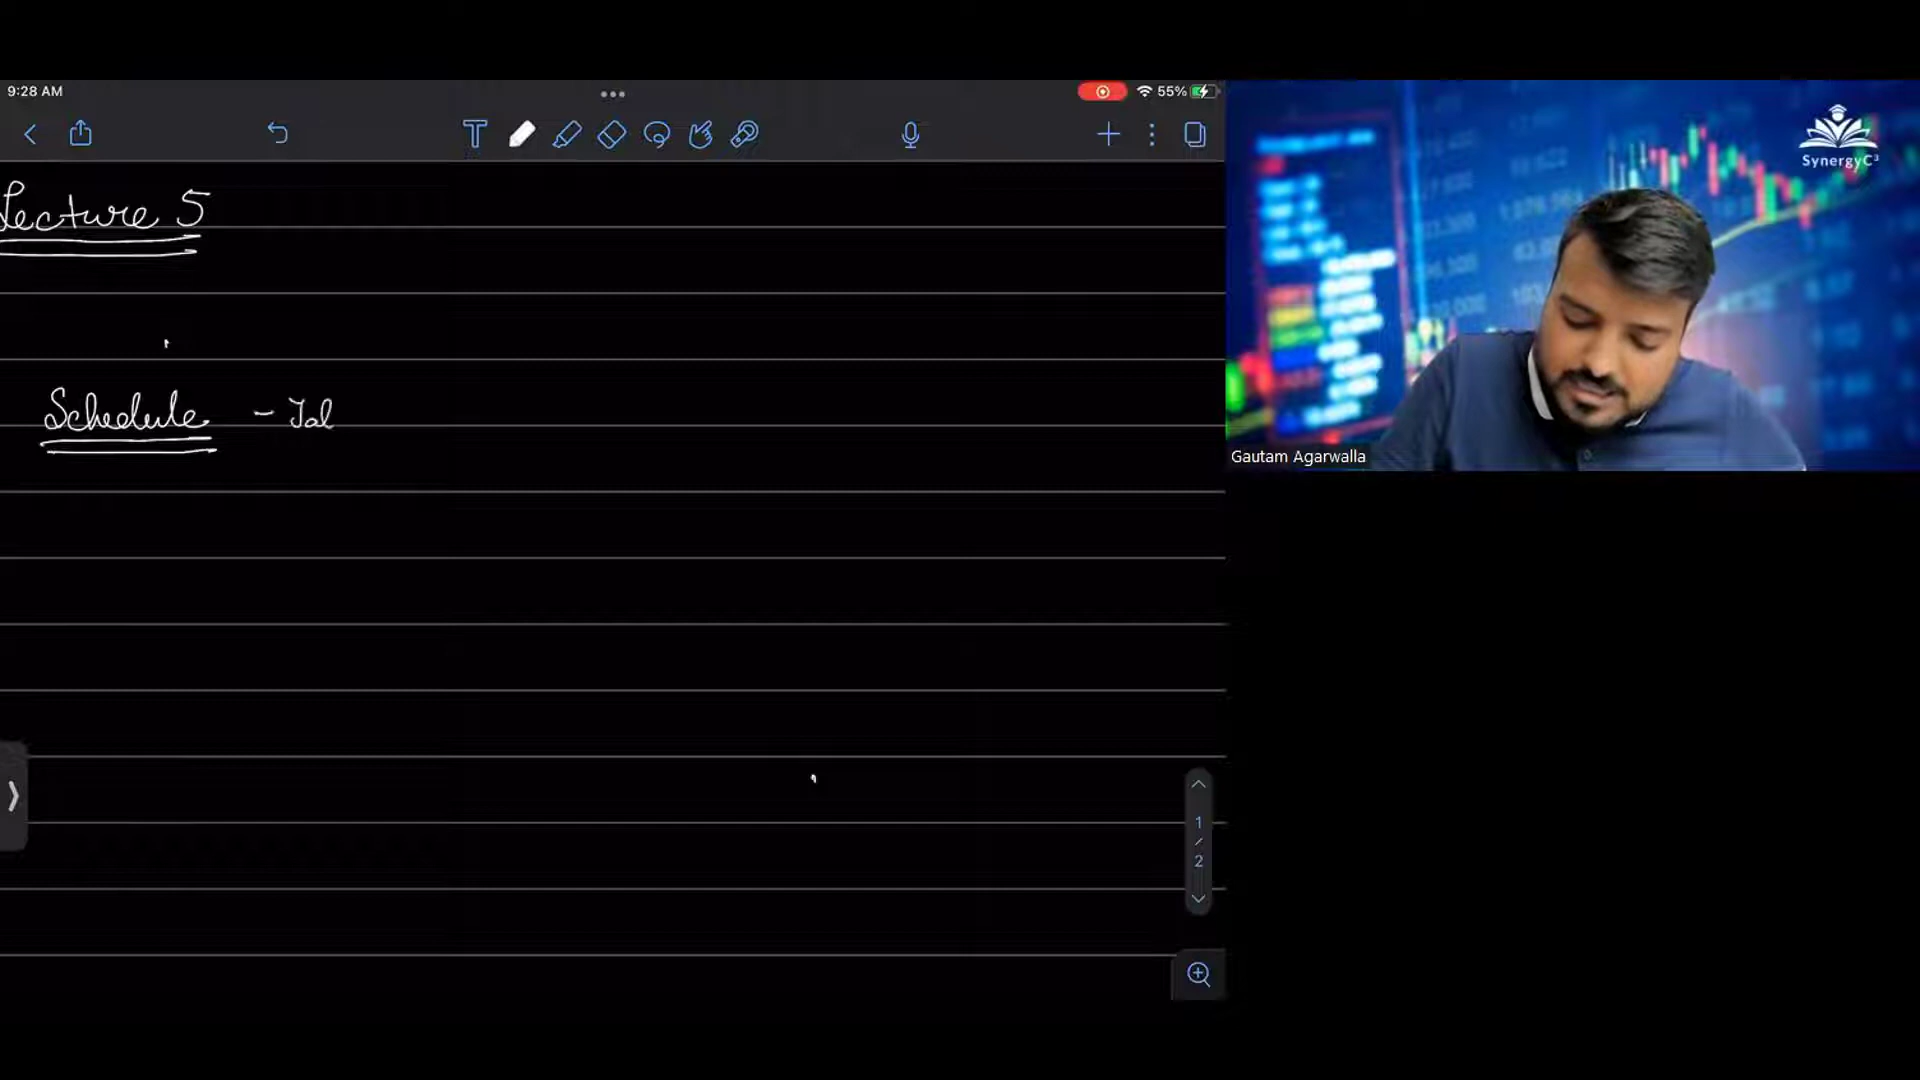 9:28 AM
55%
SynergyC³
Lecture 5
Schedule - Tal
Gautam Agarwalla
1
/
2